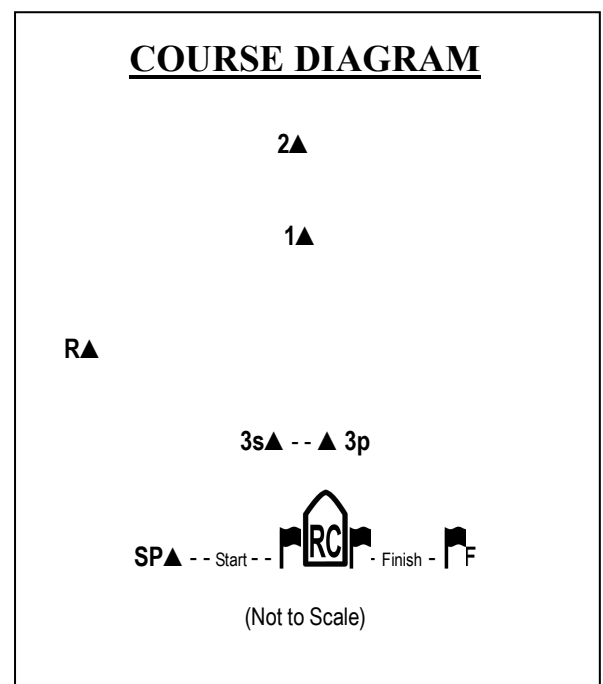 COURSE DIAGRAM
2▲
1▲
R▲
3s▲ - - ▲ 3p
RC
SP▲ - - Start - - - Finish - F
(Not to Scale)